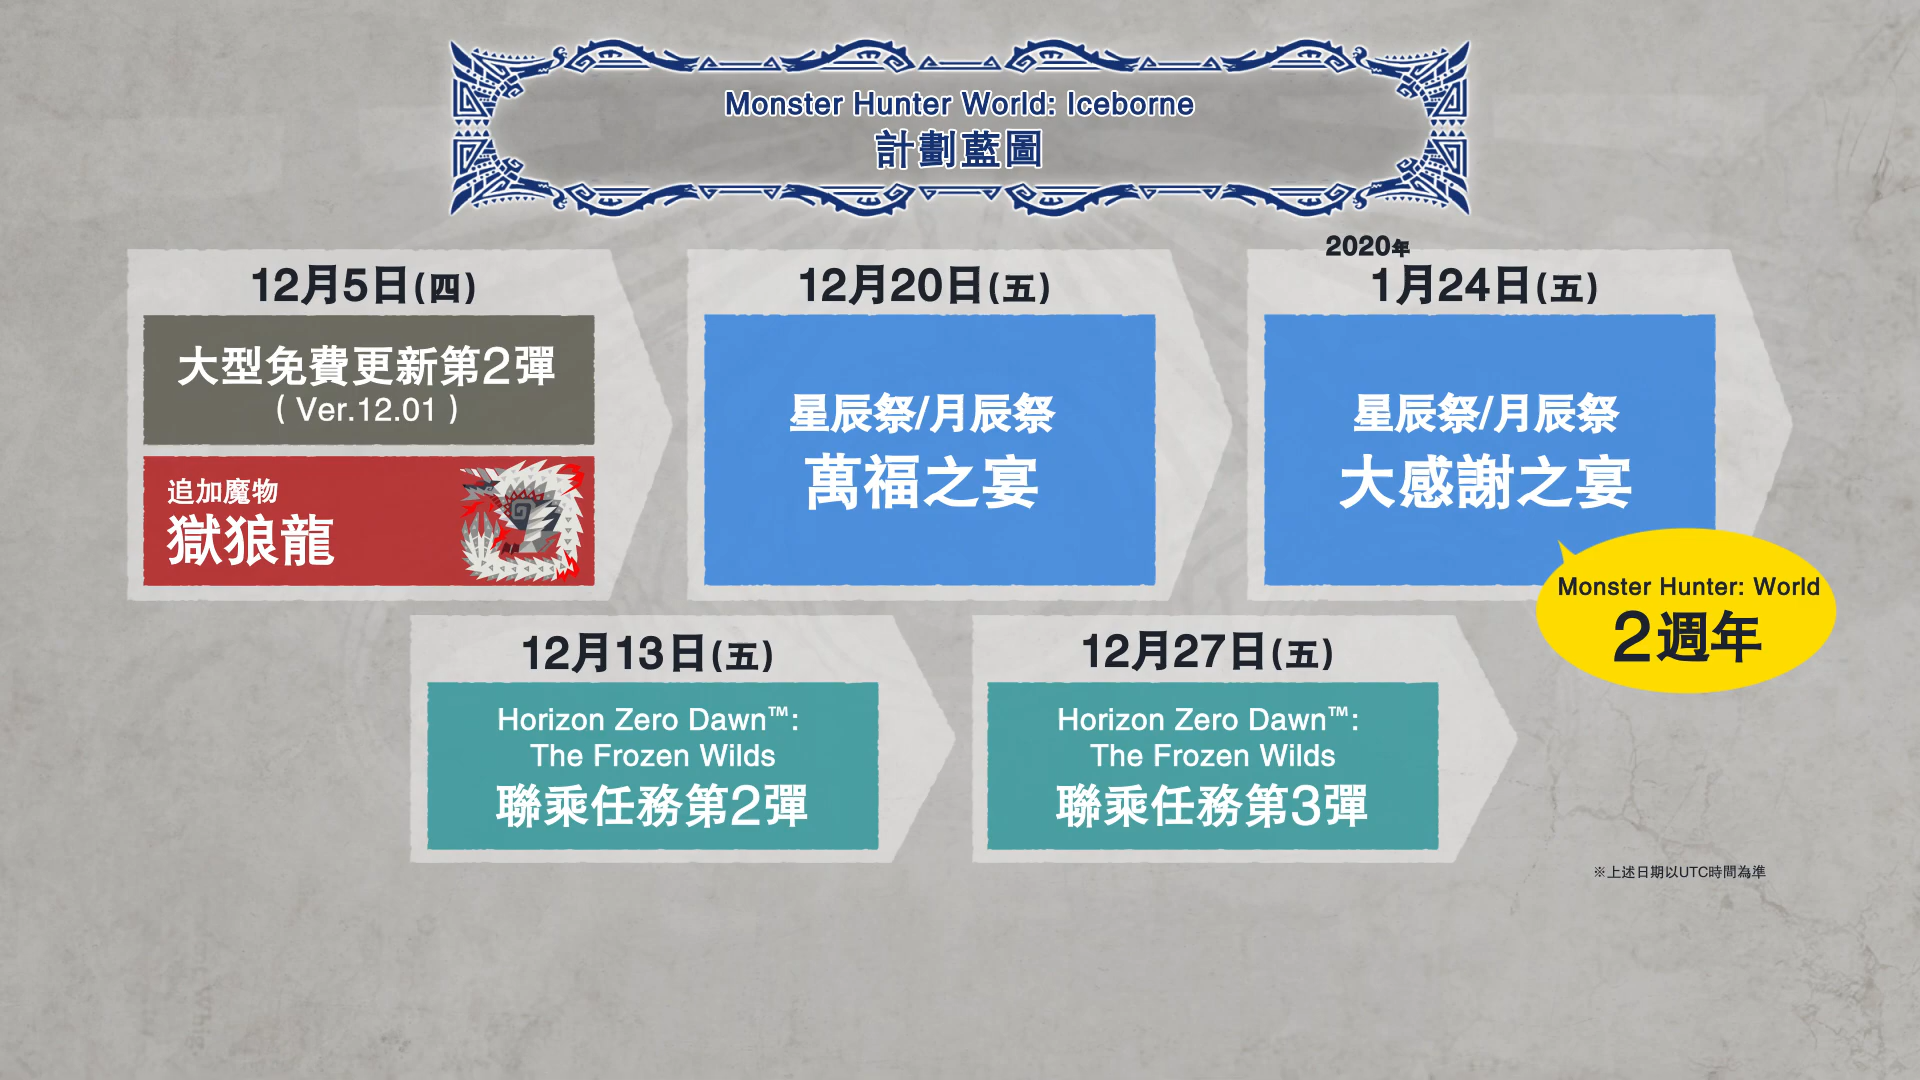 Monster Hunter World: Iceborne
計劃藍圖
12月5日(四)
大型免費更新第2彈
( Ver.12.01 )
追加魔物
獄狼龍
12月20日(五)
星辰祭/月辰祭
萬福之宴
2020年
1月24日(五)
星辰祭/月辰祭
大感謝之宴
Monster Hunter: World
2週年
12月13日(五)
Horizon Zero Dawn™:
The Frozen Wilds
聯乘任務第2彈
12月27日(五)
Horizon Zero Dawn™:
The Frozen Wilds
聯乘任務第3彈
※上述日期以UTC時間為準